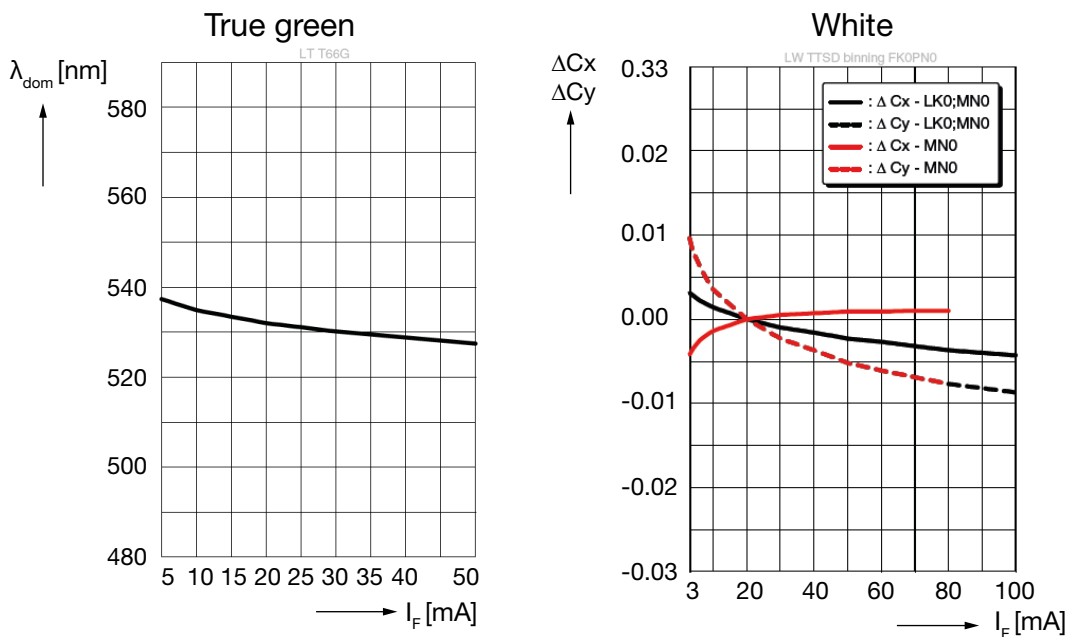 True green
LT T66G
λdom [nm]
580
560
540
520
500
480
5 10 15 20 25 30 35 40 50
IF [mA]
White
LW TTSD binning FK0PN0
ΔCx
ΔCy
0.33
0.02
0.01
0.00
-0.01
-0.02
-0.03
: Δ Cx - LK0;MN0
: Δ Cy - LK0;MN0
: Δ Cx - MN0
: Δ Cy - MN0
3 20 40 60 80 100
IF [mA]